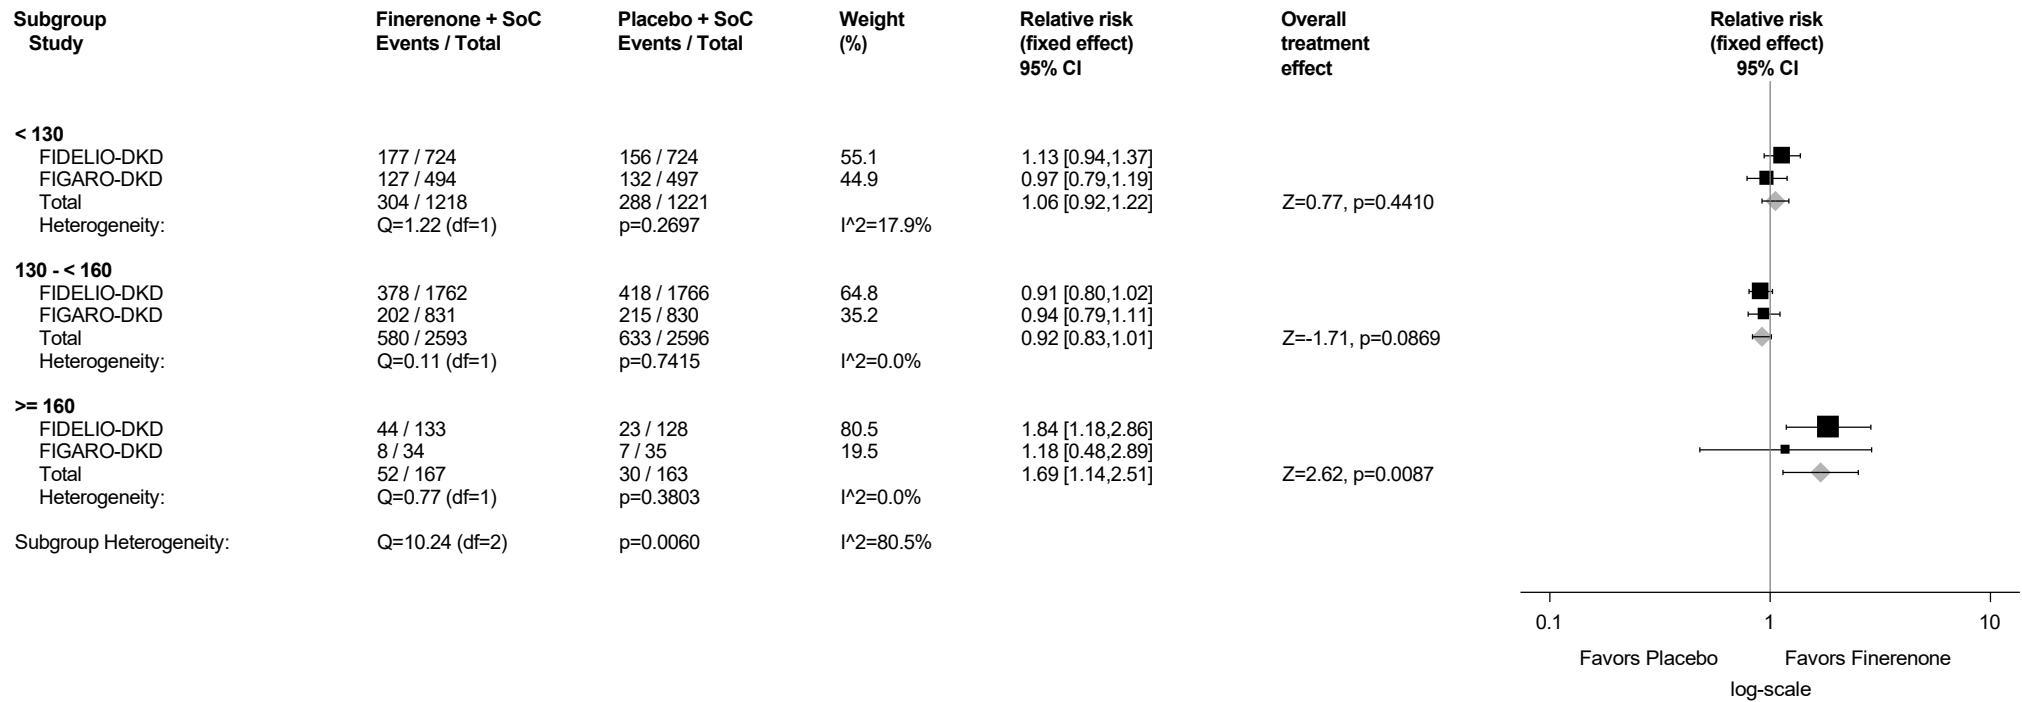 Subgroup Finerenone + SoC Placebo + SoC Weight Relative risk Overall Relative risk
Study Events / Total Events / Total (%) (fixed effect) treatment (fixed effect)
95% CI effect 95% CI
< 130
FIDELIO-DKD 177 / 724 156 / 724 55.1 1.13 [0.94,1.37]
FIGARO-DKD 127 / 494 132 / 497 44.9 0.97 [0.79,1.19]
Total 304 / 1218 288 / 1221 1.06 [0.92,1.22] Z=0.77, p=0.4410
Heterogeneity: Q=1.22 (df=1) p=0.2697 I^2=17.9%
130 - < 160
FIDELIO-DKD 378 / 1762 418 / 1766 64.8 0.91 [0.80,1.02]
FIGARO-DKD 202 / 831 215 / 830 35.2 0.94 [0.79,1.11]
Total 580 / 2593 633 / 2596 0.92 [0.83,1.01] Z=-1.71, p=0.0869
Heterogeneity: Q=0.11 (df=1) p=0.7415 I^2=0.0%
>= 160
FIDELIO-DKD 44 / 133 23 / 128 80.5 1.84 [1.18,2.86]
FIGARO-DKD 8 / 34 7 / 35 19.5 1.18 [0.48,2.89]
Total 52 / 167 30 / 163 1.69 [1.14,2.51] Z=2.62, p=0.0087
Heterogeneity: Q=0.77 (df=1) p=0.3803 I^2=0.0%
Subgroup Heterogeneity: Q=10.24 (df=2) p=0.0060 I^2=80.5%
0.1 1 10
Favors Placebo Favors Finerenone
log-scale